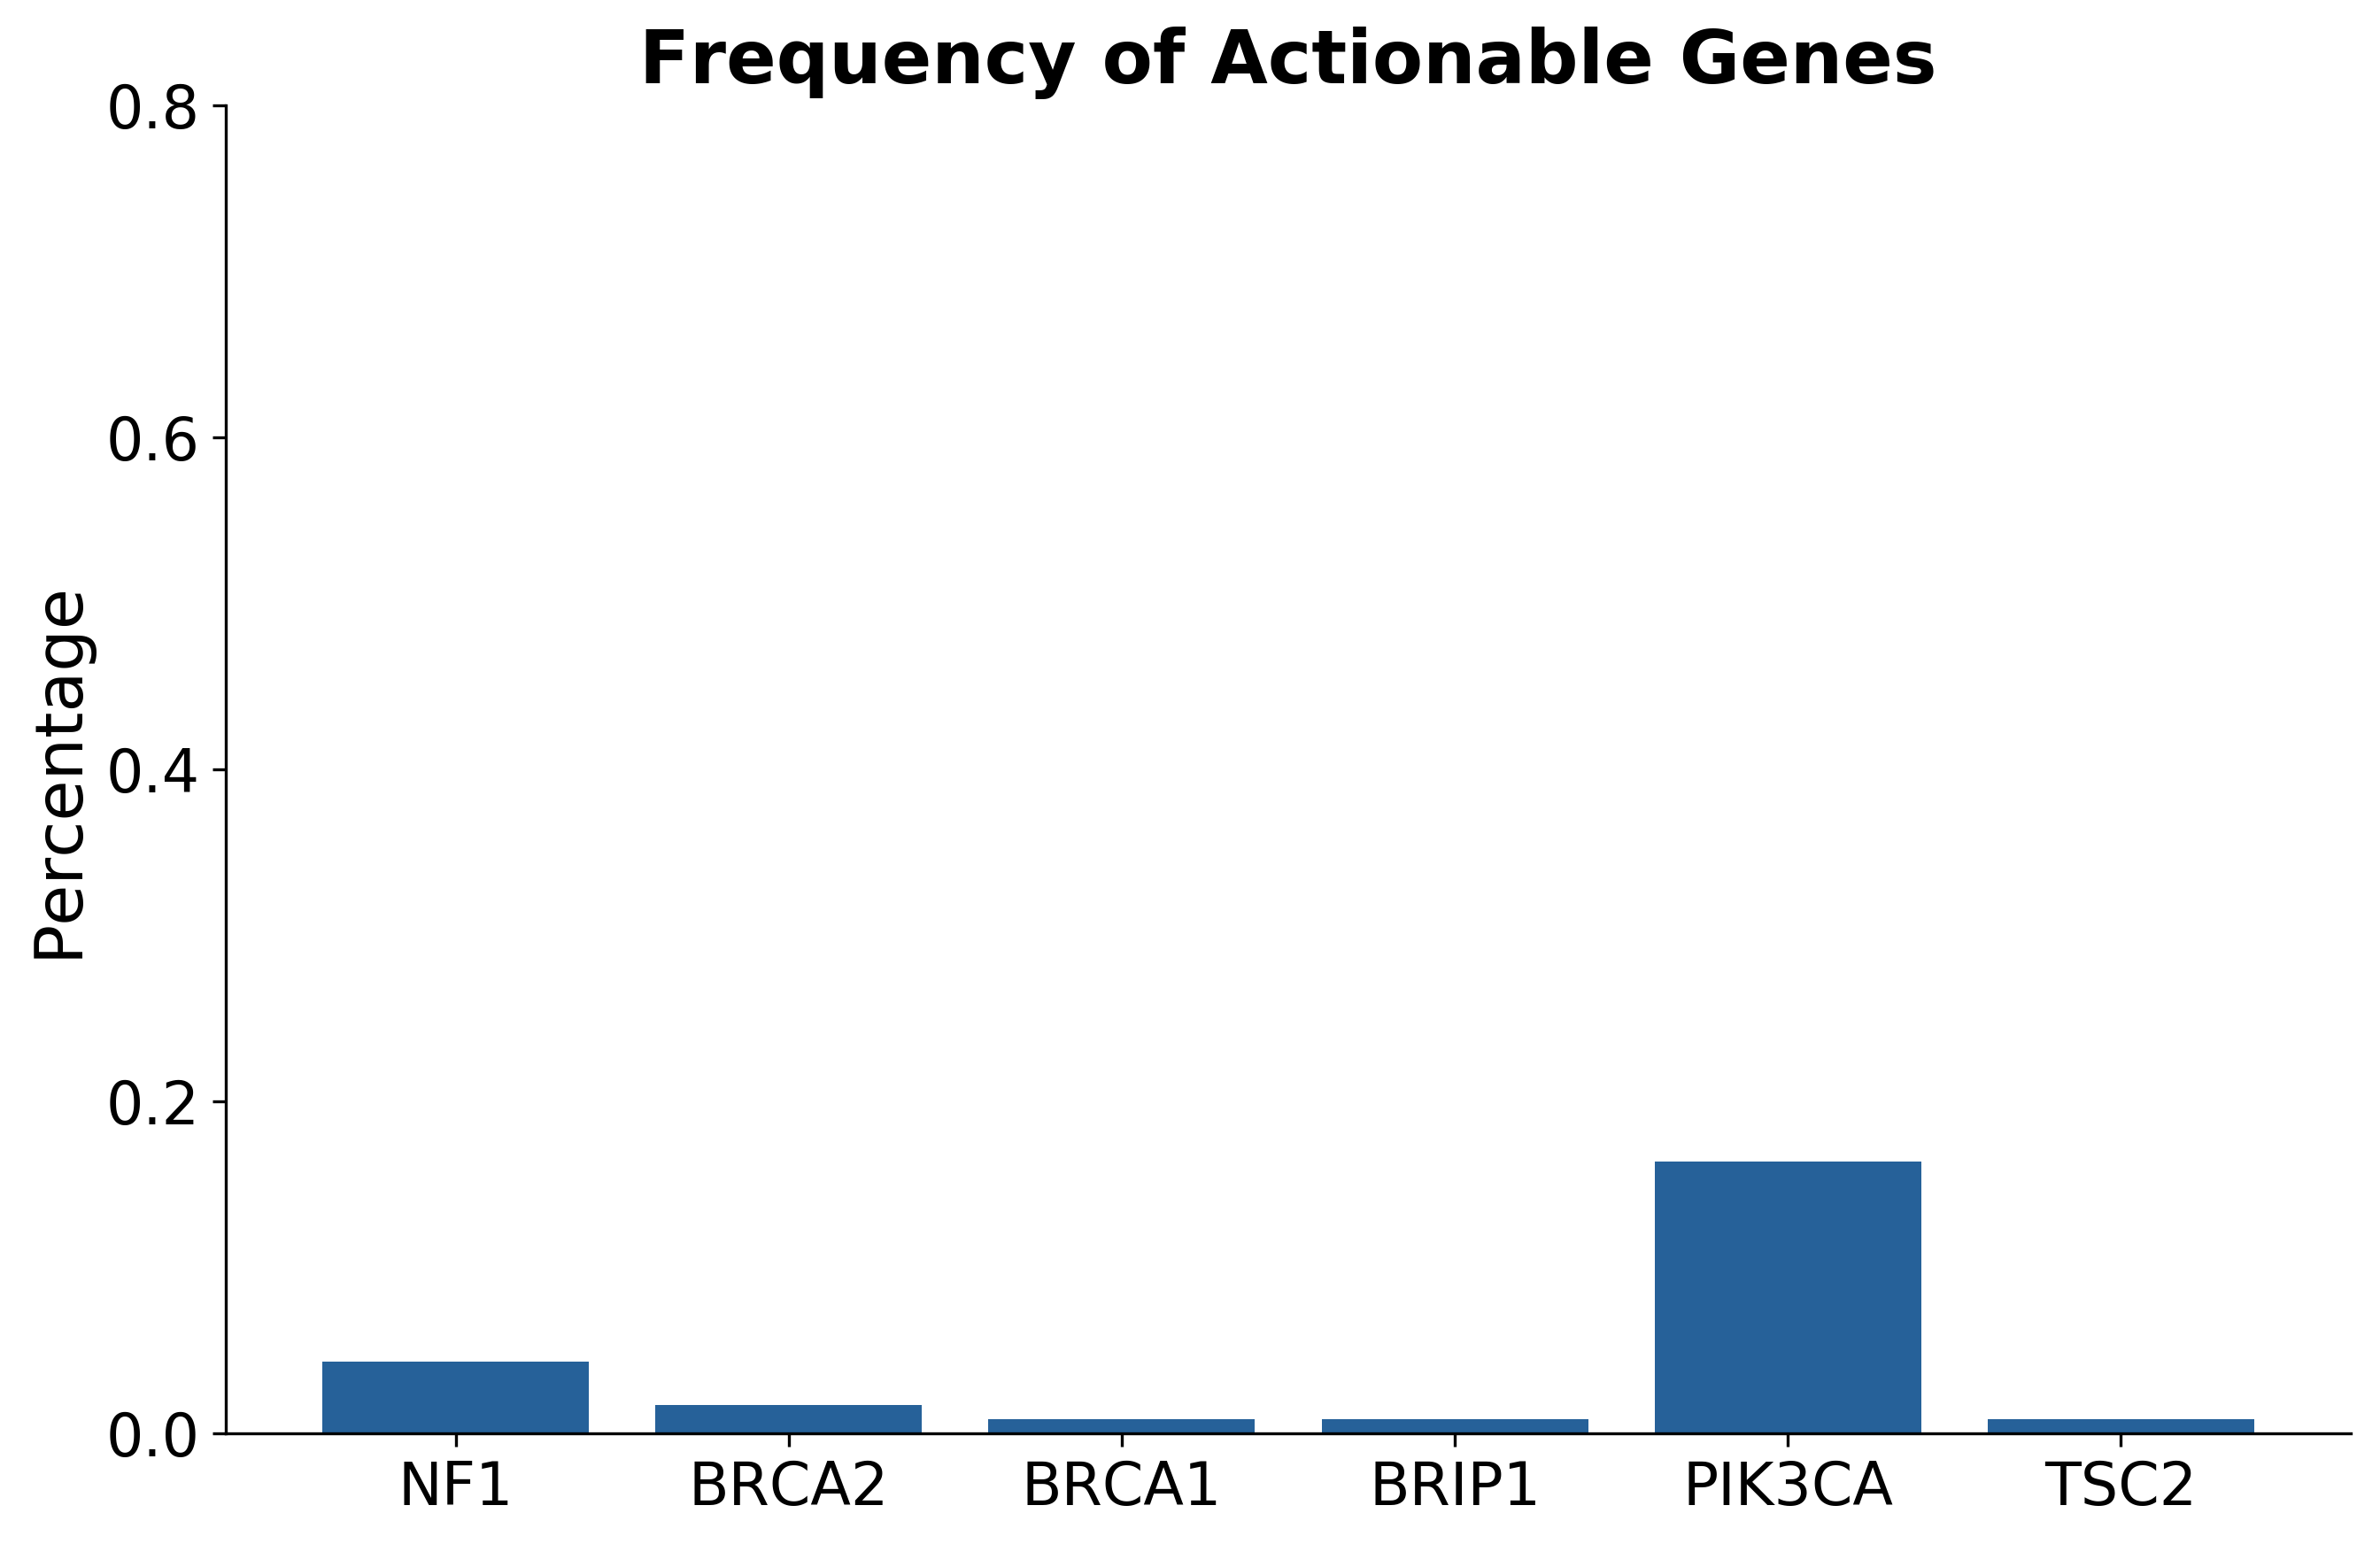 Frequency of Actionable Genes
0.8
0.6
0.4
0.2
0.0
Percentage
NF1 BRCA2 BRCA1 BRIP1 PIK3CA TSC2